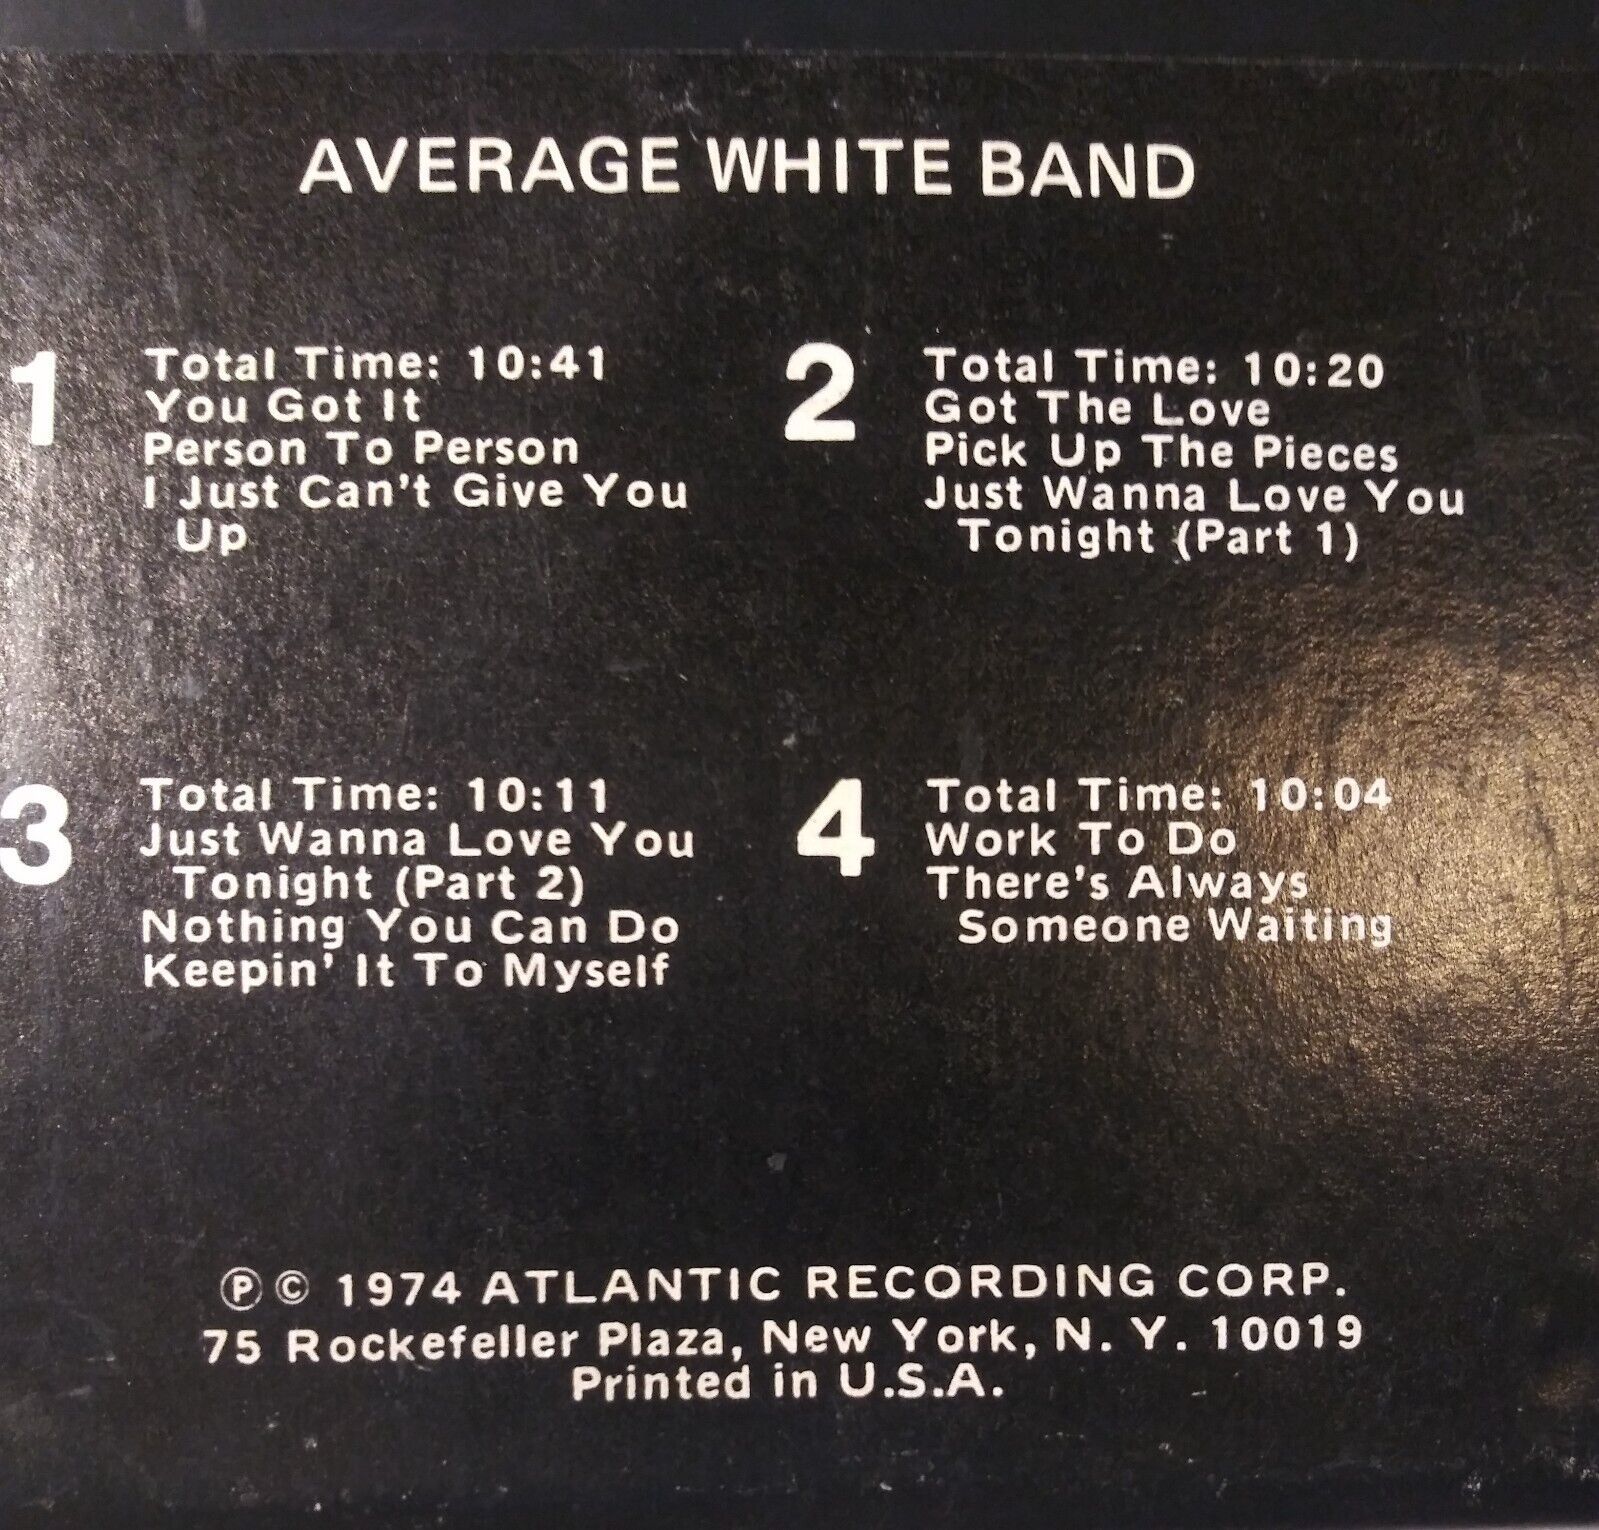 AVERAGE WHITE BAND
1
Total Time: 10:41
You Got It
Person To Person
I Just Can't Give You
Up
2
Total Time: 10:20
Got The Love
Pick Up The Pieces
Just Wanna Love You
Tonight (Part 1)
3
Total Time: 10:11
Just Wanna Love You
Tonight (Part 2)
Nothing You Can Do
Keepin' It To Myself
4
Total Time: 10:04
Work To Do
There's Always
Someone Waiting
℗ © 1974 ATLANTIC RECORDING CORP.
75 Rockefeller Plaza, New York, N. Y. 10019
Printed in U.S.A.